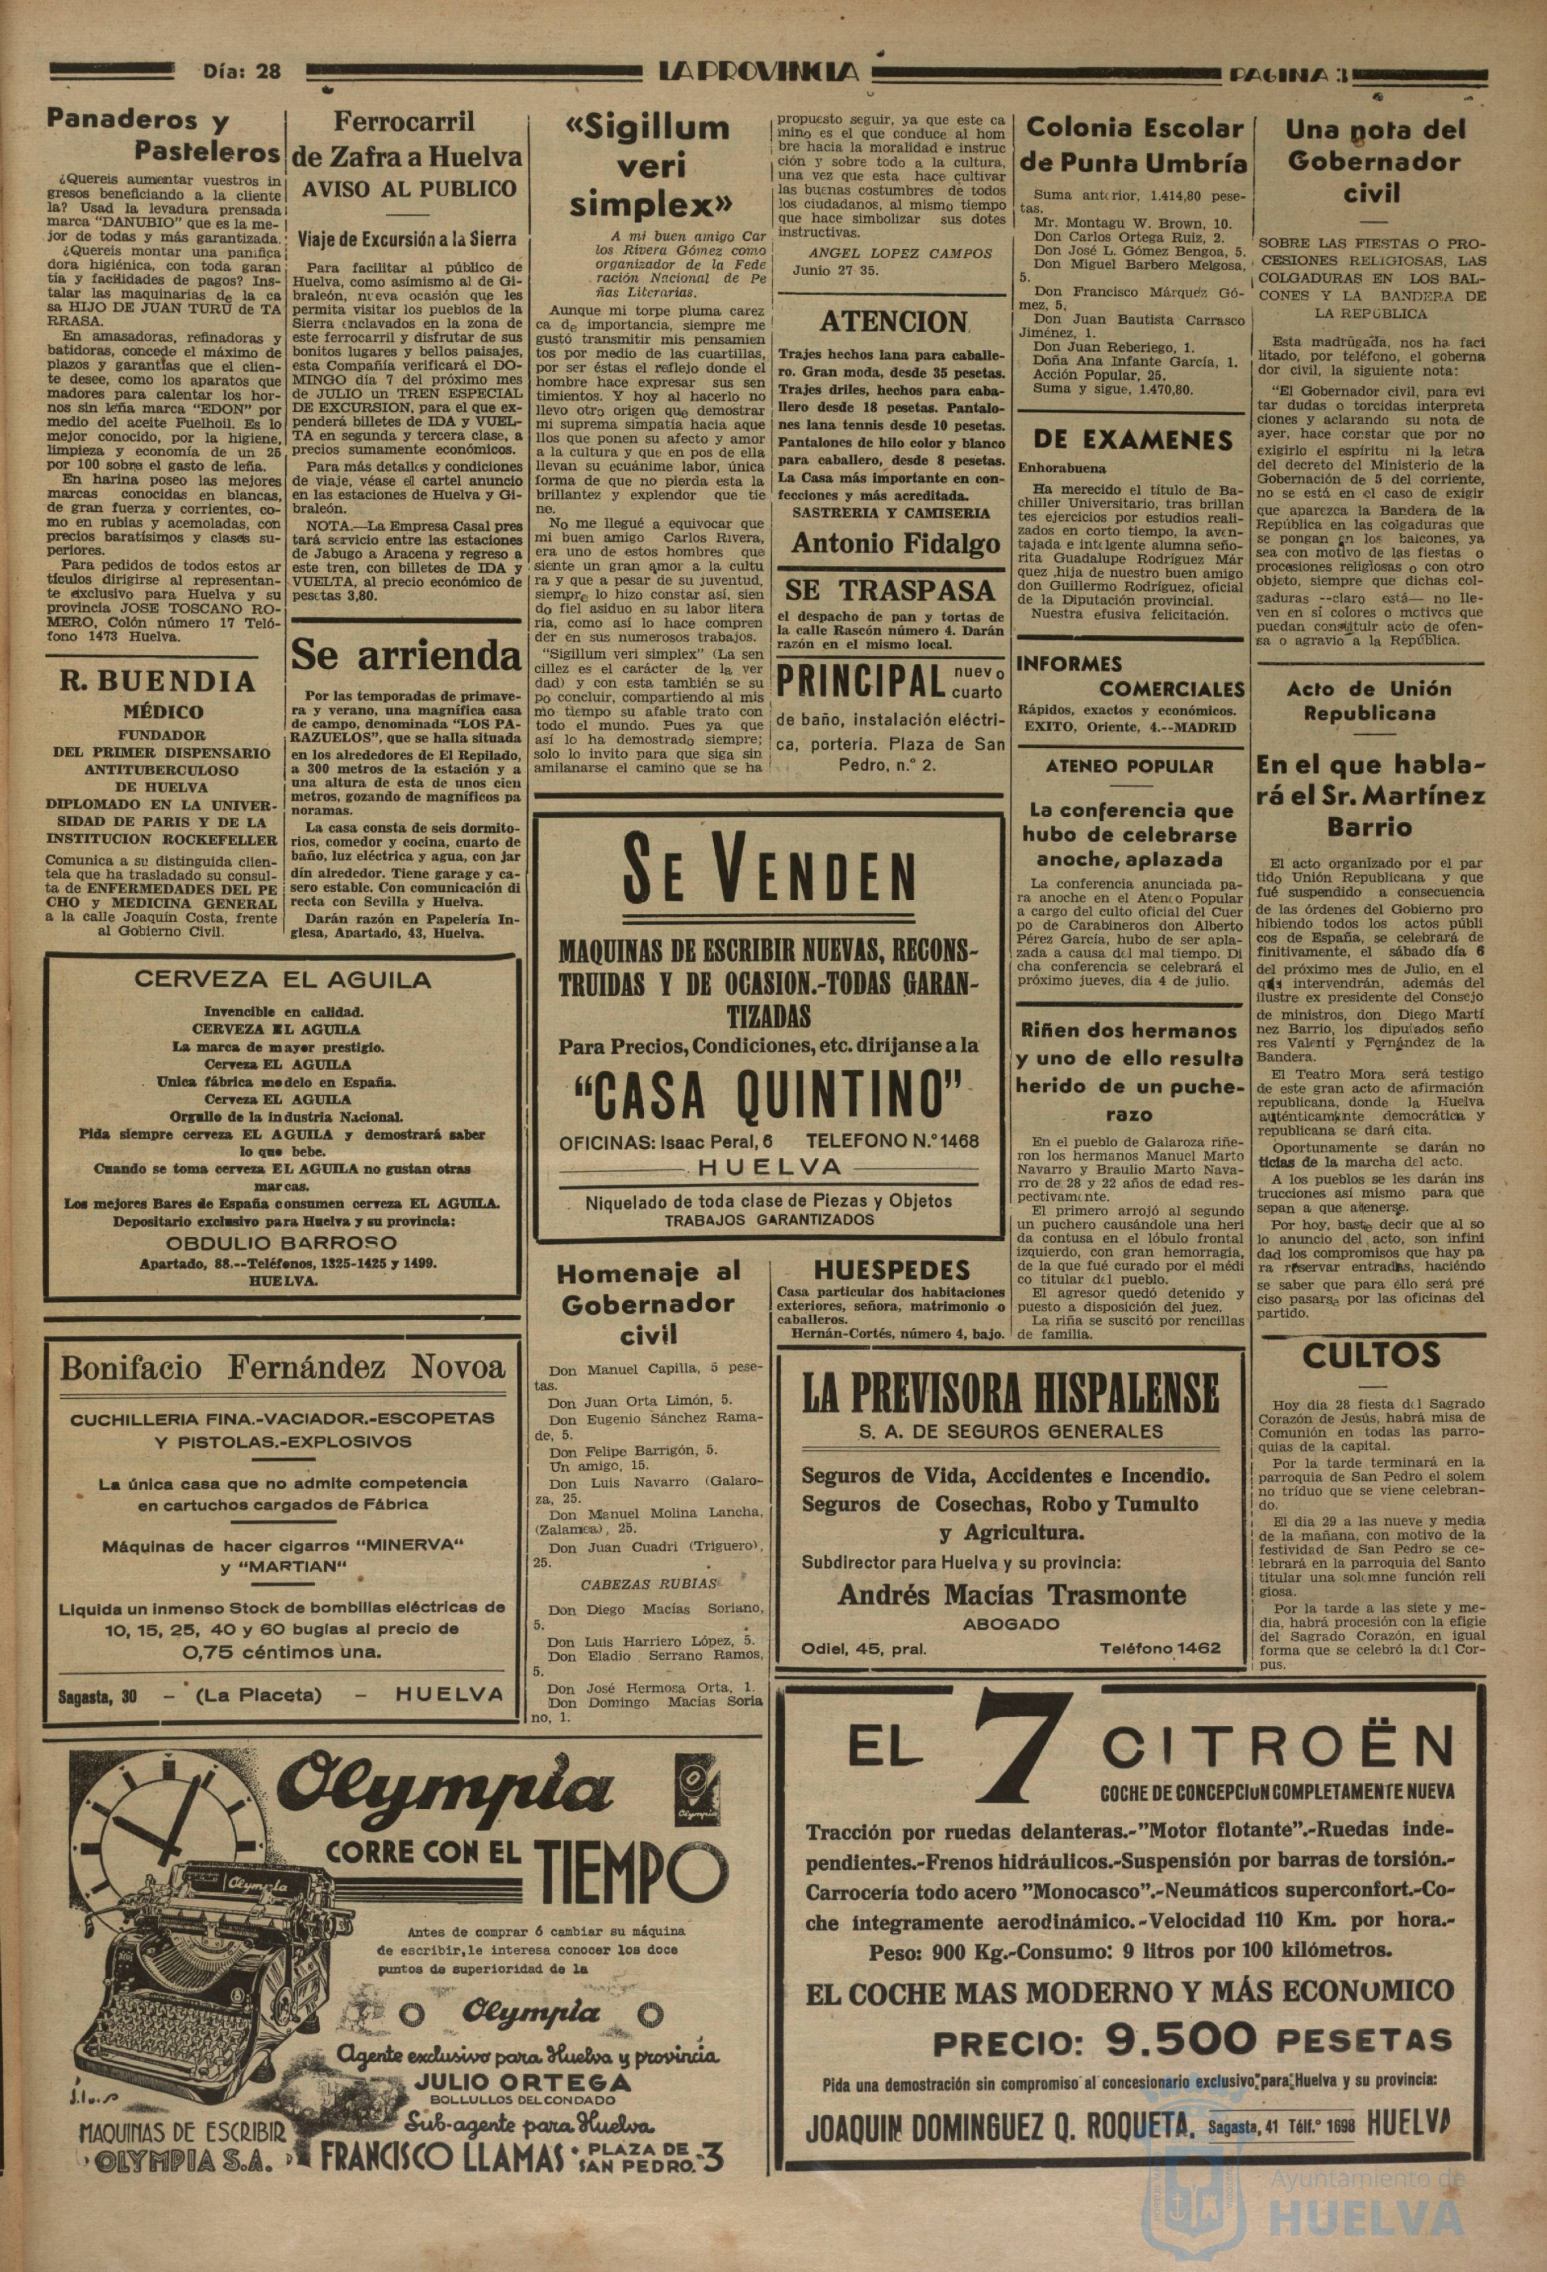 Día: 28
LA PROVINCIA
PAGINA 3
Panaderos y
Pasteleros
¿Quereis aumentar vuestros in
gresos beneficiando a la cliente
la? Usad la levadura prensada
marca "DANUBIO" que es la me-
jor de todas y más garantizada.
¿Quereis montar una panifica
dora higiénica, con toda garan
tía y facilidades de pagos? Ins-
talar las maquinarias de la ca
sa HIJO DE JUAN TURU de TA
RRASA.
En amasadoras, refinadoras y
batidoras, concede el máximo de
plazos y garantías que el clien-
te desee, como los aparatos que
madores para calentar los hor-
nos sin leña marca "EDON" por
medio del aceite Fuelhoil. Es lo
mejor conocido, por la higiene,
limpieza y economía de un 25
por 100 sobre el gasto de leña.
En harina poseo las mejores
marcas conocidas en blancas,
de gran fuerza y corrientes, co-
mo en rubias y acemoladas, con
precios baratísimos y clases su-
periores.
Para pedidos de todos estos ar
tículos dirigirse al representan-
te exclusivo para Huelva y su
provincia JOSE TOSCANO RO-
MERO, Colón número 17 Telé-
fono 1473 Huelva.
R. BUENDIA
MÉDICO
FUNDADOR
DEL PRIMER DISPENSARIO
ANTITUBERCULOSO
DE HUELVA
DIPLOMADO EN LA UNIVER-
SIDAD DE PARIS Y DE LA
INSTITUCION ROCKEFELLER
Comunica a su distinguida clien-
tela que ha trasladado su consul-
ta de ENFERMEDADES DEL PE
CHO y MEDICINA GENERAL
a la calle Joaquín Costa, frente
al Gobierno Civil.
Ferrocarril
de Zafra a Huelva
AVISO AL PUBLICO
Viaje de Excursión a la Sierra
Para facilitar al público de
Huelva, como asimismo al de Gi-
braleón, nueva ocasión que les
permita visitar los pueblos de la
Sierra enclavados en la zona de
este ferrocarril y disfrutar de sus
bonitos lugares y bellos paisajes,
esta Compañía verificará el DO-
MINGO día 7 del próximo mes
de JULIO un TREN ESPECIAL
DE EXCURSION, para el que ex-
penderá billetes de IDA y VUEL-
TA en segunda y tercera clase, a
precios sumamente económicos.
Para más detalles y condiciones
de viaje, véase el cartel anuncio
en las estaciones de Huelva y Gi-
braleón.
NOTA.—La Empresa Casal pres
tará servicio entre las estaciones
de Jabugo a Aracena y regreso a
este tren, con billetes de IDA y
VUELTA, al precio económico de
pesetas 3,80.
Se arrienda
Por las temporadas de primave-
ra y verano, una magnífica casa
de campo, denominada "LOS PA-
RAZUELOS", que se halla situada
en los alrededores de El Repilado,
a 300 metros de la estación y a
una altura de esta de unos cien
metros, gozando de magníficos pa
noramas.
La casa consta de seis dormito-
rios, comedor y cocina, cuarto de
baño, luz eléctrica y agua, con jar
dín alrededor. Tiene garage y ca-
sero estable. Con comunicación di
recta con Sevilla y Huelva.
Darán razón en Papelería In-
glesa, Apartado, 43, Huelva.
CERVEZA EL AGUILA
Invencible en calidad.
CERVEZA EL AGUILA
La marca de mayor prestigio.
Cerveza EL AGUILA
Unica fábrica modelo en España.
Cerveza EL AGUILA
Orgullo de la industria Nacional.
Pida siempre cerveza EL AGUILA y demostrará saber
lo que bebe.
Cuando se toma cerveza EL AGUILA no gustan otras
marcas.
Los mejores Bares de España consumen cerveza EL AGUILA.
Depositario exclusivo para Huelva y su provincia:
OBDULIO BARROSO
Apartado, 88.--Teléfonos, 1325-1425 y 1499.
HUELVA.
Bonifacio Fernández Novoa
CUCHILLERIA FINA.-VACIADOR.-ESCOPETAS
Y PISTOLAS.-EXPLOSIVOS
La única casa que no admite competencia
en cartuchos cargados de Fábrica
Máquinas de hacer cigarros "MINERVA"
y "MARTIAN"
Liquida un inmenso Stock de bombillas eléctricas de
10, 15, 25, 40 y 60 bugías al precio de
0,75 céntimos una.
Sagasta, 30 - (La Placeta) - HUELVA
«Sigillum
veri
simplex»
A mi buen amigo Car
los Rivera Gómez como
organizador de la Fede
ración Nacional de Pe
ñas Literarias.
Aunque mi torpe pluma carez
ca de importancia, siempre me
gustó transmitir mis pensamien
tos por medio de las cuartillas,
por ser éstas el reflejo donde el
hombre hace expresar sus sen
timientos. Y hoy al hacerlo no
llevo otro origen que demostrar
mi suprema simpatía hacia aque
llos que ponen su afecto y amor
a la cultura y que en pos de ella
llevan su ecuánime labor, única
forma de que no pierda esta la
brillantez y explendor que tie
ne.
No me llegué a equivocar que
mi buen amigo Carlos Rivera,
era uno de estos hombres que
siente un gran amor a la cultu
ra y que a pesar de su juventud,
siempre lo hizo constar así, sien
do fiel asiduo en su labor litera
ria, como así lo hace compren
der en sus numerosos trabajos.
"Sigillum veri simplex" (La sen
cillez es el carácter de la ver
dad) y con esta también se su
po concluir, compartiendo al mis
mo tiempo su afable trato con
todo el mundo. Pues ya que
así lo ha demostrado siempre;
solo lo invito para que siga sin
amilanarse el camino que se ha
propuesto seguir, ya que este ca
mino es el que conduce al hom
bre hacia la moralidad e instruc
ción y sobre todo a la cultura,
una vez que esta hace cultivar
las buenas costumbres de todos
los ciudadanos, al mismo tiempo
que hace simbolizar sus dotes
instructivas.
ANGEL LOPEZ CAMPOS
Junio 27 35.
ATENCION
Trajes hechos lana para caballe-
ro. Gran moda, desde 35 pesetas.
Trajes driles, hechos para caba-
llero desde 18 pesetas. Pantalo-
nes lana tennis desde 10 pesetas.
Pantalones de hilo color y blanco
para caballero, desde 8 pesetas.
La Casa más importante en con-
fecciones y más acreditada.
SASTRERIA Y CAMISERIA
Antonio Fidalgo
SE TRASPASA
el despacho de pan y tortas de
la calle Rascón número 4. Darán
razón en el mismo local.
PRINCIPAL nuevo
cuarto
de baño, instalación eléctri-
ca, portería. Plaza de San
Pedro, n.º 2.
SE VENDEN
MAQUINAS DE ESCRIBIR NUEVAS, RECONS-
TRUIDAS Y DE OCASION.-TODAS GARAN-
TIZADAS
Para Precios, Condiciones, etc. diríjanse a la
"CASA QUINTINO"
OFICINAS: Isaac Peral, 6 TELEFONO N.º 1468
HUELVA
Niquelado de toda clase de Piezas y Objetos
TRABAJOS GARANTIZADOS
Homenaje al
Gobernador
civil
Don Manuel Capilla, 5 pese-
tas.
Don Juan Orta Limón, 5.
Don Eugenio Sánchez Rama-
de, 5.
Don Felipe Barrigón, 5.
Un amigo, 15.
Don Luis Navarro (Galaro-
za, 25.
Don Manuel Molina Lancha,
(Zalamea), 25.
Don Juan Cuadri (Triguero),
25.
CABEZAS RUBIAS
Don Diego Macías Soriano,
5.
Don Luis Harriero López, 5.
Don Eladio Serrano Ramos,
5.
Don José Hermosa Orta, 1.
Don Domingo Macías Soria
no, 1.
HUESPEDES
Casa particular dos habitaciones
exteriores, señora, matrimonio o
caballeros.
Hernán-Cortés, número 4, bajo.
Colonia Escolar
de Punta Umbría
Suma anterior, 1.414,80 pese-
tas.
Mr. Montagu W. Brown, 10.
Don Carlos Ortega Ruiz, 2.
Don José L. Gómez Bengoa, 5.
Don Miguel Barbero Melgosa,
5.
Don Francisco Márquez Gó-
mez, 5.
Don Juan Bautista Carrasco
Jiménez, 1.
Don Juan Reberiego, 1.
Doña Ana Infante García, 1.
Acción Popular, 25.
Suma y sigue, 1.470,80.
DE EXAMENES
Enhorabuena
Ha merecido el título de Ba-
chiller Universitario, tras brillan
tes ejercicios por estudios reali-
zados en corto tiempo, la aven-
tajada e inteligente alumna seño-
rita Guadalupe Rodríguez Már
quez ,hija de nuestro buen amigo
don Guillermo Rodríguez, oficial
de la Diputación provincial.
Nuestra efusiva felicitación.
INFORMES
COMERCIALES
Rápidos, exactos y económicos.
EXITO, Oriente, 4.--MADRID
ATENEO POPULAR
La conferencia que
hubo de celebrarse
anoche, aplazada
La conferencia anunciada pa-
ra anoche en el Ateneo Popular
a cargo del culto oficial del Cuer
po de Carabineros don Alberto
Pérez García, hubo de ser apla-
zada a causa del mal tiempo. Di
cha conferencia se celebrará el
próximo jueves, dia 4 de julio.
Riñen dos hermanos
y uno de ello resulta
herido de un puche-
razo
En el pueblo de Galaroza riñe-
ron los hermanos Manuel Marto
Navarro y Braulio Marto Nava-
rro de 28 y 22 años de edad res-
pectivamente.
El primero arrojó al segundo
un puchero causándole una heri
da contusa en el lóbulo frontal
izquierdo, con gran hemorragia,
de la que fué curado por el médi
co titular del pueblo.
El agresor quedó detenido y
puesto a disposición del juez.
La riña se suscitó por rencillas
de familia.
Una nota del
Gobernador
civil
SOBRE LAS FIESTAS O PRO-
CESIONES RELIGIOSAS, LAS
COLGADURAS EN LOS BAL-
CONES Y LA BANDERA DE
LA REPUBLICA
Esta madrugada, nos ha faci
litado, por teléfono, el goberna
dor civil, la siguiente nota:
"El Gobernador civil, para evi
tar dudas o torcidas interpreta
ciones y aclarando su nota de
ayer, hace constar que por no
exigirlo el espíritu ni la letra
del decreto del Ministerio de la
Gobernación de 5 del corriente,
no se está en el caso de exigir
que aparezca la Bandera de la
República en las colgaduras que
se pongan en los balcones, ya
sea con motivo de las fiestas o
procesiones religiosas o con otro
objeto, siempre que dichas col-
gaduras --claro está— no lle-
ven en sí colores o motivos que
puedan constituir acto de ofen-
sa o agravio a la República.
Acto de Unión
Republicana
En el que habla-
rá el Sr. Martínez
Barrio
El acto organizado por el par
tido Unión Republicana y que
fué suspendido a consecuencia
de las órdenes del Gobierno pro
hibiendo todos los actos públi
cos de España, se celebrará de
finitivamente, el sábado día 6
del próximo mes de Julio, en el
que intervendrán, además del
ilustre ex presidente del Consejo
de ministros, don Diego Martí
nez Barrio, los diputados seño
res Valentí y Fernández de la
Bandera.
El Teatro Mora será testigo
de este gran acto de afirmación
republicana, donde la Huelva
auténticamente democrática y
republicana se dará cita.
Oportunamente se darán no
ticias de la marcha del acto.
A los pueblos se les darán ins
trucciones así mismo para que
sepan a que atenerse.
Por hoy, baste decir que al so
lo anuncio del acto, son infini
dad los compromisos que hay pa
ra reservar entradas, haciéndo
se saber que para ello será pre
ciso pasarse por las oficinas del
partido.
CULTOS
Hoy día 28 fiesta del Sagrado
Corazón de Jesús, habrá misa de
Comunión en todas las parro-
quias de la capital.
Por la tarde terminará en la
parroquia de San Pedro el solem
no tríduo que se viene celebran-
do.
El dia 29 a las nueve y media
de la mañana, con motivo de la
festividad de San Pedro se ce-
lebrará en la parroquia del Santo
titular una solemne función reli
giosa.
Por la tarde a las siete y me-
dia, habrá procesión con la efigie
del Sagrado Corazón, en igual
forma que se celebró la del Cor-
pus.
LA PREVISORA HISPALENSE
S. A. DE SEGUROS GENERALES
Seguros de Vida, Accidentes e Incendio.
Seguros de Cosechas, Robo y Tumulto
y Agricultura.
Subdirector para Huelva y su provincia:
Andrés Macías Trasmonte
ABOGADO
Odiel, 45, pral. Teléfono 1462
Olympia
Olympia
CORRE CON EL TIEMPO
Olympia
Antes de comprar ó cambiar su máquina
de escribir,le interesa conocer los doce
puntos de superioridad de la
Olympia
Agente exclusivo para Huelva y provincia
JULIO ORTEGA
BOLLULLOS DEL CONDADO
Sub-agente para Huelva
FRANCISCO LLAMAS · PLAZA DE
SAN PEDRO.-3
MAQUINAS DE ESCRIBIR
OLYMPIA S.A.
EL 7 CITROËN
COCHE DE CONCEPCIUN COMPLETAMENTE NUEVA
Tracción por ruedas delanteras.-"Motor flotante".-Ruedas inde-
pendientes.-Frenos hidráulicos.-Suspensión por barras de torsión.-
Carrocería todo acero "Monocasco".-Neumáticos superconfort.-Co-
che íntegramente aerodinámico.-Velocidad 110 Km. por hora.-
Peso: 900 Kg.-Consumo: 9 litros por 100 kilómetros.
EL COCHE MAS MODERNO Y MÁS ECONUMICO
PRECIO: 9.500 PESETAS
Pida una demostración sin compromiso al concesionario exclusivo para Huelva y su provincia:
JOAQUIN DOMINGUEZ Q. ROQUETA. Sagasta, 41 Télf.º 1698 HUELVA
Ayuntamiento de
HUELVA